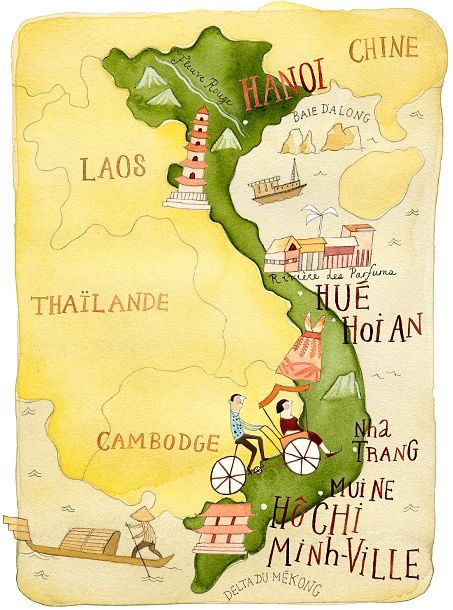 CHINE
Fleuve Rouge
HANOI
BAIE D'ALONG
LAOS
Rivière des Parfums
HUÉ
HOI AN
THAÏLANDE
CAMBODGE
Nha
TRANG
MUI NE
HÔ CHI
MINH-VILLE
DELTA DU MÉKONG